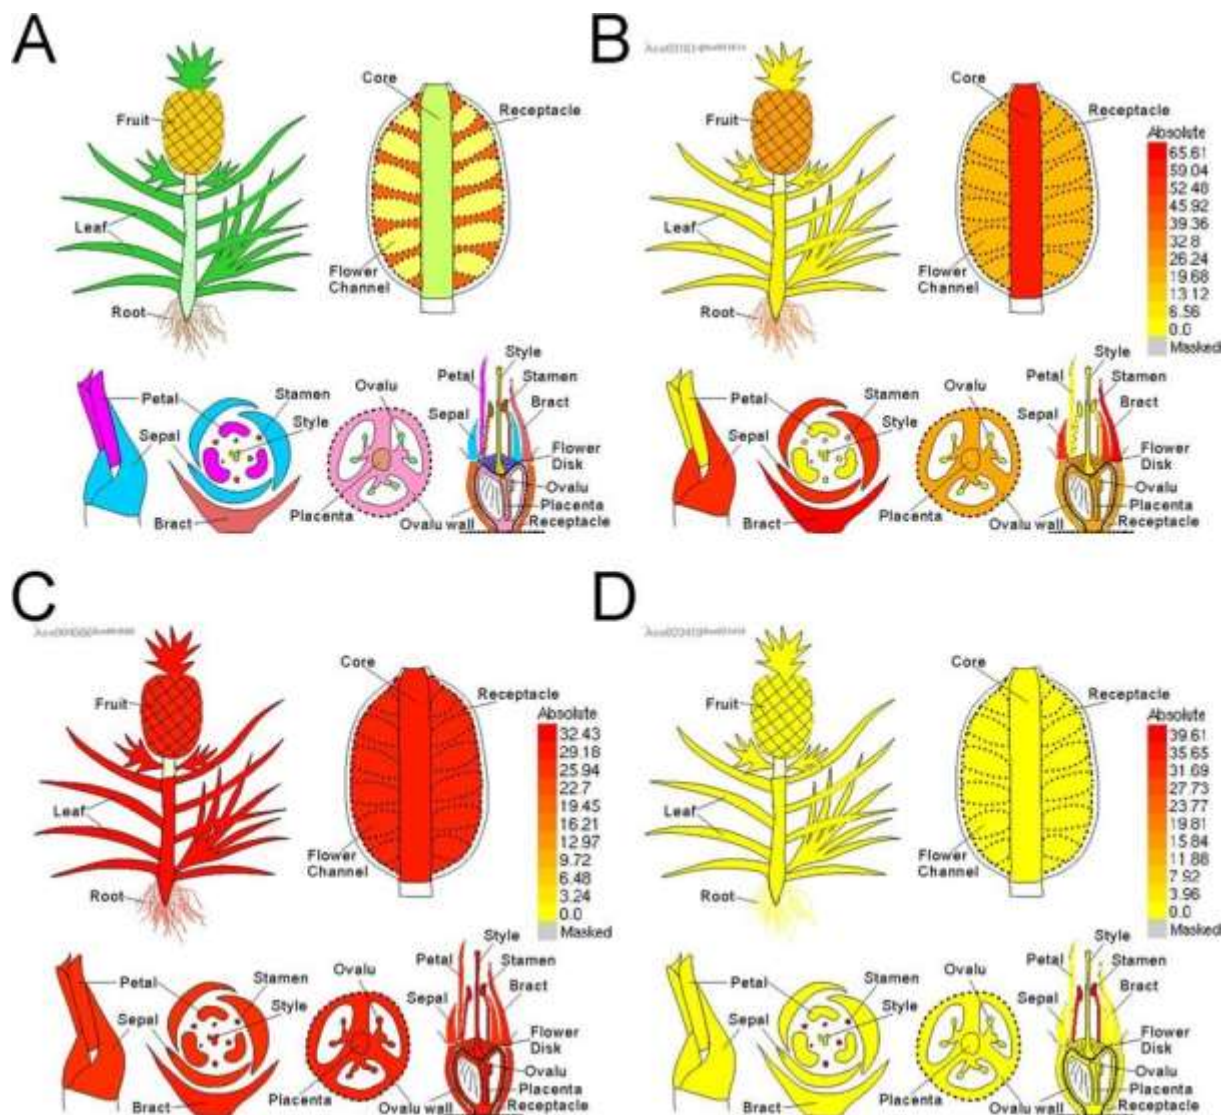 A
Core
Receptacle
Fruit
Leaf
Flower
Channel
Root
Style
Petal
Ovalu
Stamen
Petal
Stamen
Bract
Sepal
Sepal
Style
Flower
Disk
Ovalu
Placenta
Placenta
Bract
Ovalu wall
Receptacle
B
Core
Receptacle
Fruit
Absolute
65.61
59.04
52.48
45.92
39.36
32.8
26.24
19.68
13.12
6.56
0.0
Masked
Leaf
Flower
Channel
Root
Style
Petal
Ovalu
Stamen
Petal
Stamen
Bract
Sepal
Sepal
Style
Flower
Disk
Ovalu
Placenta
Placenta
Bract
Ovalu wall
Receptacle
C
Core
Receptacle
Fruit
Absolute
32.43
29.18
25.94
22.7
19.45
16.21
12.97
9.72
6.48
3.24
0.0
Masked
Leaf
Flower
Channel
Root
Style
Petal
Ovalu
Stamen
Petal
Stamen
Bract
Sepal
Sepal
Style
Flower
Disk
Ovalu
Placenta
Placenta
Bract
Ovalu wall
Receptacle
D
Core
Receptacle
Fruit
Absolute
39.61
35.65
31.69
27.73
23.77
19.81
15.84
11.88
7.92
3.96
0.0
Masked
Leaf
Flower
Channel
Root
Style
Petal
Ovalu
Stamen
Petal
Stamen
Bract
Sepal
Sepal
Style
Flower
Disk
Ovalu
Placenta
Placenta
Bract
Ovalu wall
Receptacle